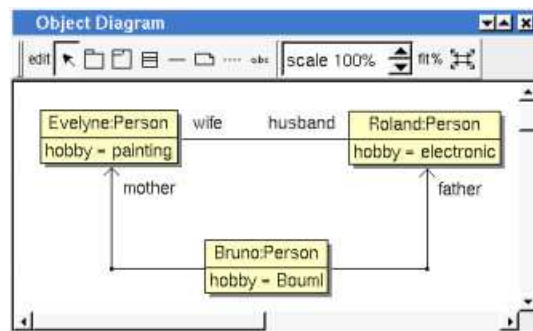 Object Diagram
edit abc scale 100% fit%
Evelyne:Person wife husband Roland:Person
hobby = painting hobby = electronic
mother father
Bruno:Person
hobby = Bouml